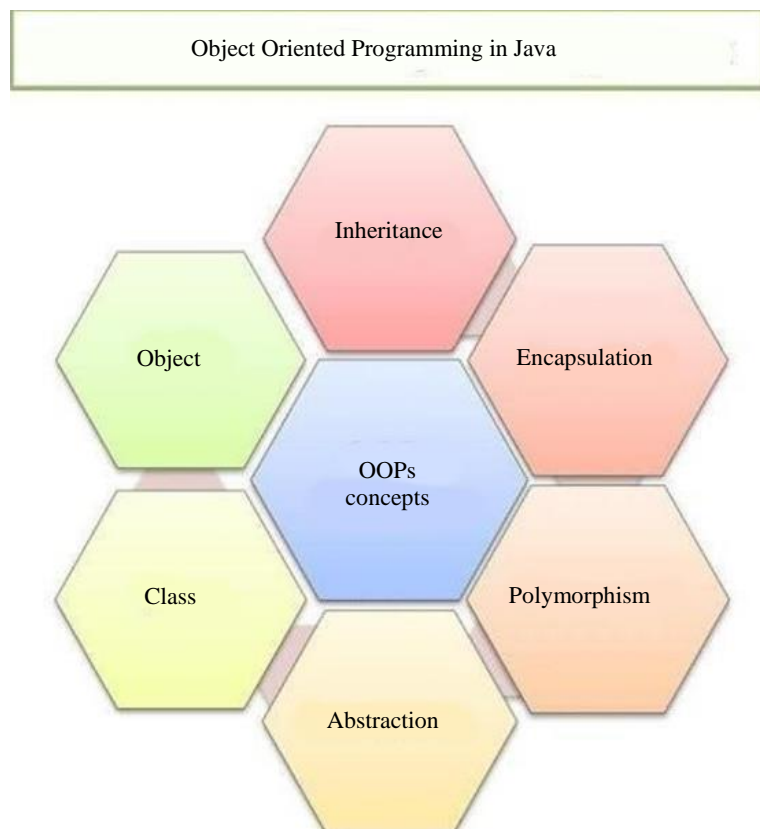 Object Oriented Programming in Java
Inheritance
Encapsulation
Object
OOPs
concepts
Class
Polymorphism
Abstraction